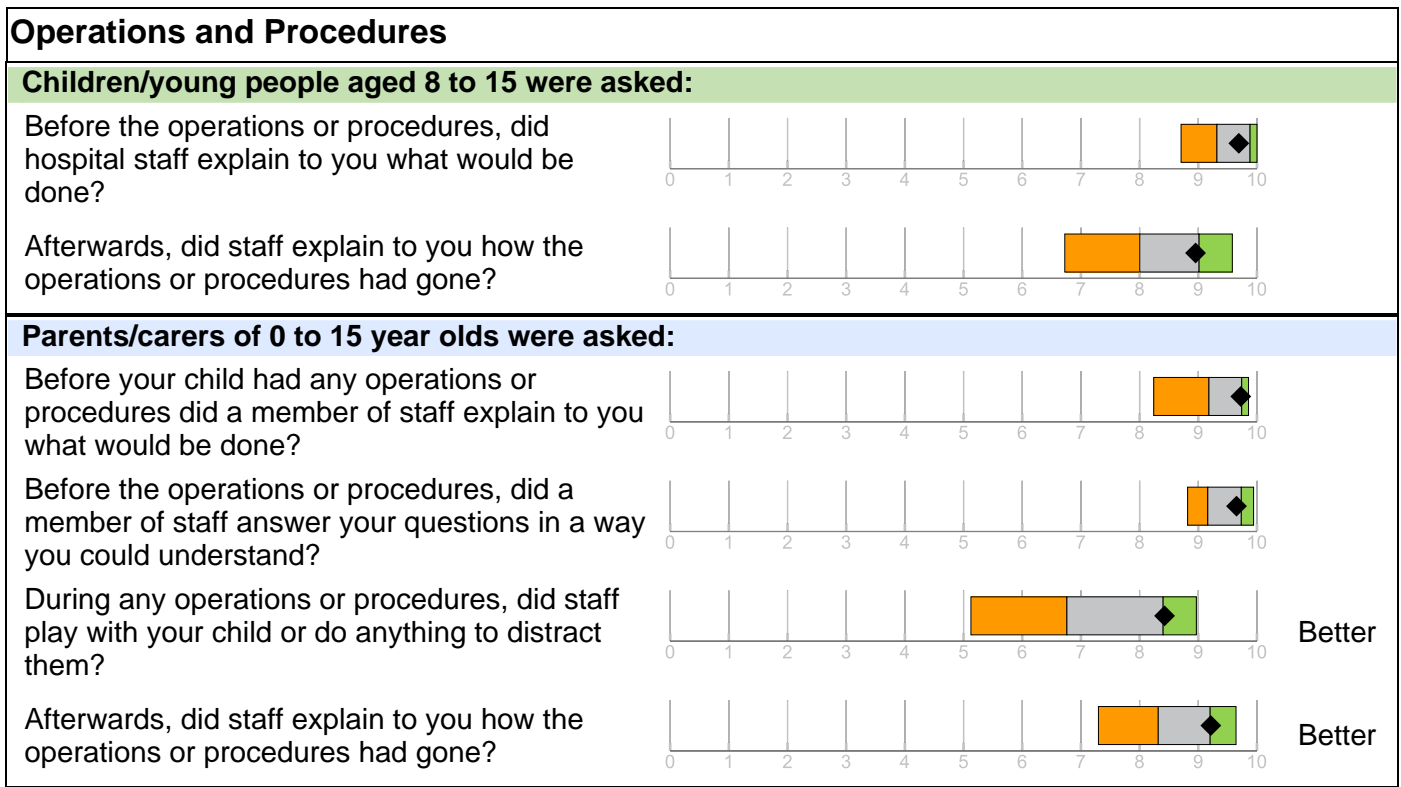 Operations and Procedures
Children/young people aged 8 to 15 were asked:
Before the operations or procedures, did
hospital staff explain to you what would be
done?
0 1 2 3 4 5 6 7 8 9 10
Afterwards, did staff explain to you how the
operations or procedures had gone?
0 1 2 3 4 5 6 7 8 9 10
Parents/carers of 0 to 15 year olds were asked:
Before your child had any operations or
procedures did a member of staff explain to you
what would be done?
0 1 2 3 4 5 6 7 8 9 10
Before the operations or procedures, did a
member of staff answer your questions in a way
you could understand?
0 1 2 3 4 5 6 7 8 9 10
During any operations or procedures, did staff
play with your child or do anything to distract
them?
0 1 2 3 4 5 6 7 8 9 10
Better
Afterwards, did staff explain to you how the
operations or procedures had gone?
0 1 2 3 4 5 6 7 8 9 10
Better